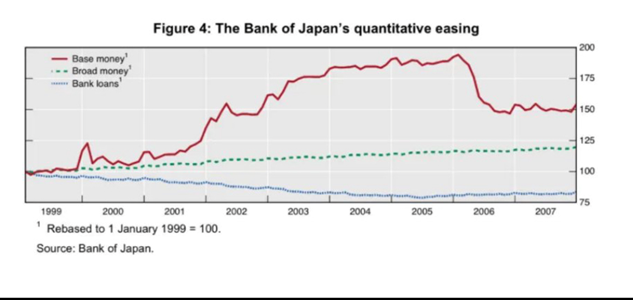 Figure 4: The Bank of Japan's quantitative easing
Base money¹
Broad money¹
Bank loans¹
200
175
150
125
100
75
1999 2000 2001 2002 2003 2004 2005 2006 2007
¹ Rebased to 1 January 1999 = 100.
Source: Bank of Japan.